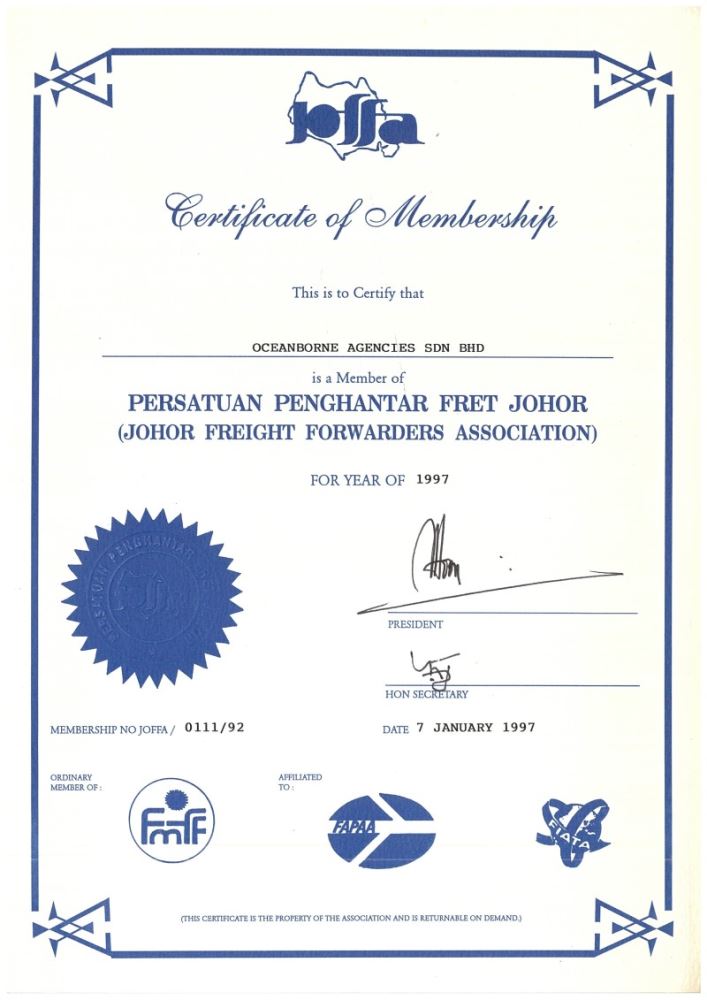 joffa
Certificate of Membership
This is to Certify that
OCEANBORNE AGENCIES SDN BHD
is a Member of
PERSATUAN PENGHANTAR FRET JOHOR
(JOHOR FREIGHT FORWARDERS ASSOCIATION)
FOR YEAR OF 1997
PERSATUAN PENGHANTAR
PRESIDENT
HON SECRETARY
MEMBERSHIP NO JOFFA / 0111/92
DATE 7 JANUARY 1997
ORDINARY
MEMBER OF :
FMFF
AFFILIATED
TO :
FAPAA
FIATA
(THIS CERTIFICATE IS THE PROPERTY OF THE ASSOCIATION AND IS RETURNABLE ON DEMAND.)